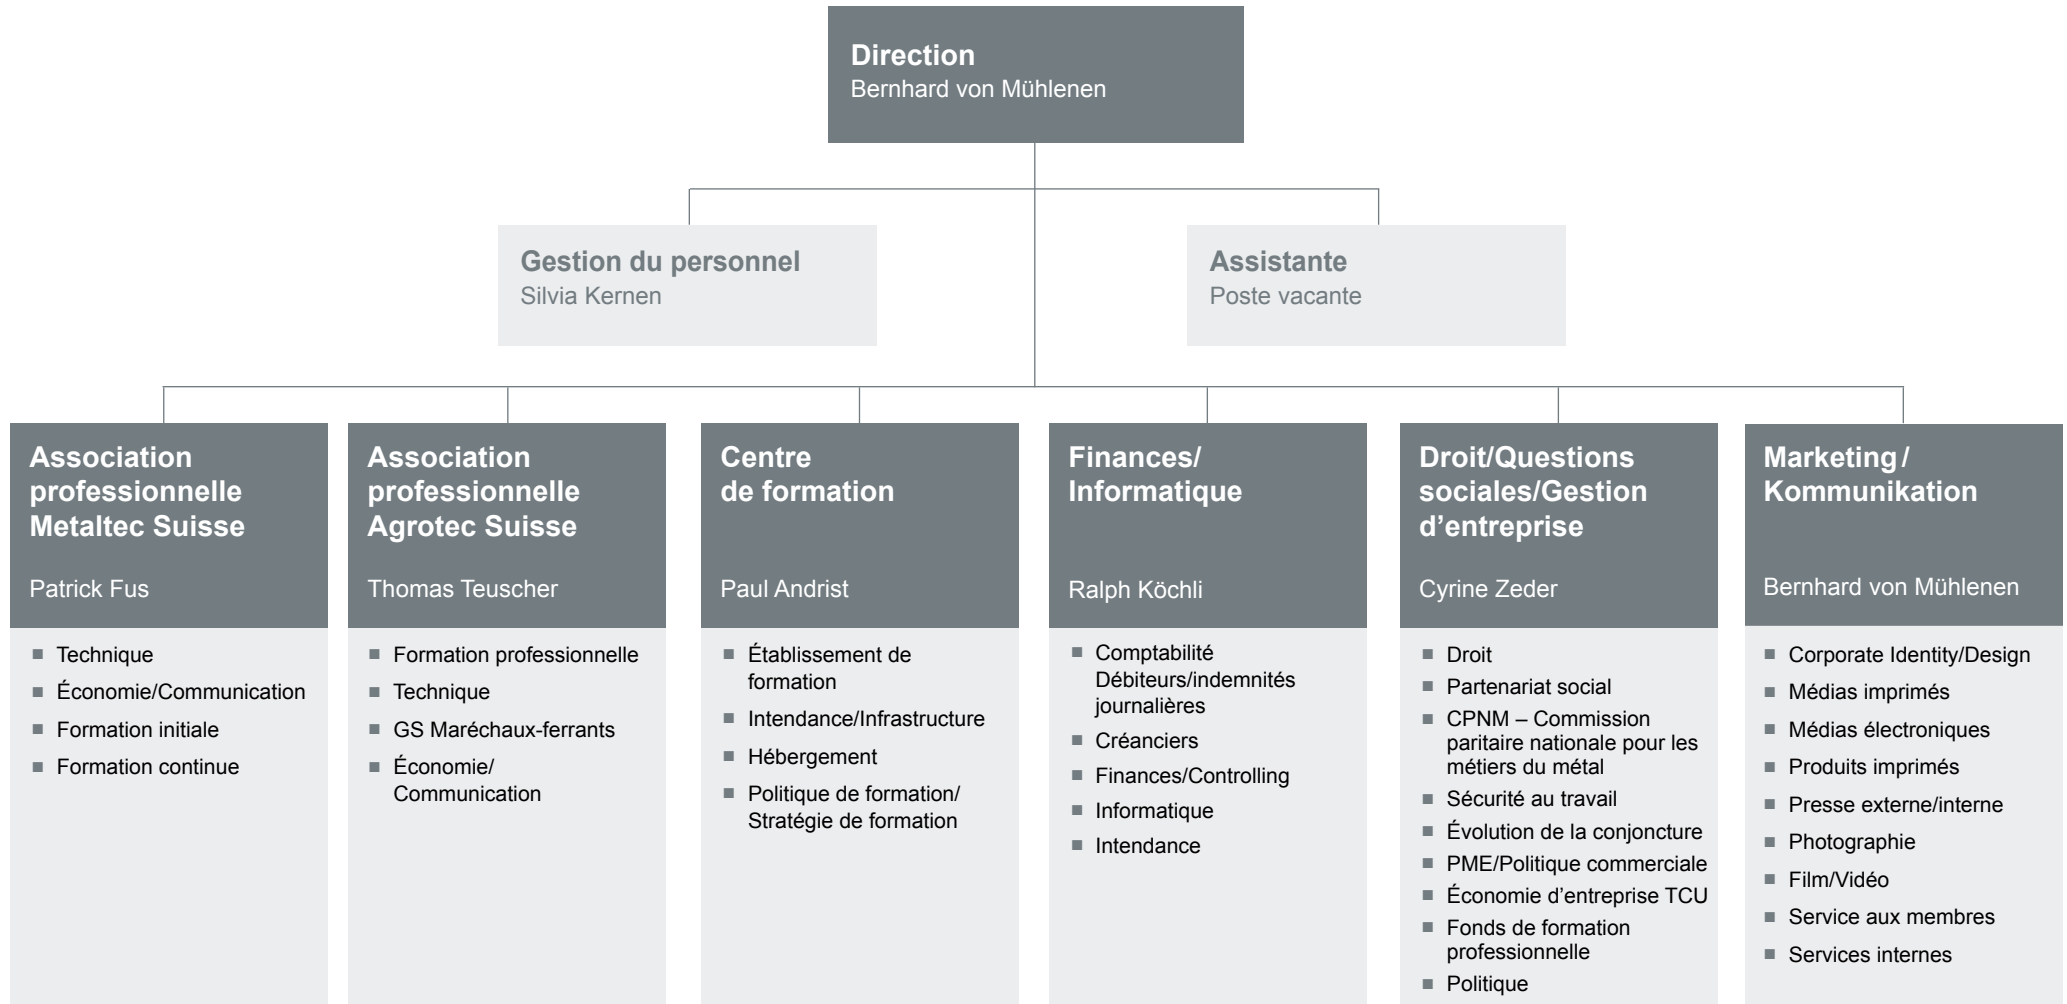 Direction
Bernhard von Mühlenen
Gestion du personnel
Silvia Kernen
Assistante
Poste vacante
Association
professionnelle
Metaltec Suisse
Patrick Fus
■ Technique
■ Économie/Communication
■ Formation initiale
■ Formation continue
Association
professionnelle
Agrotec Suisse
Thomas Teuscher
■ Formation professionnelle
■ Technique
■ GS Maréchaux-ferrants
■ Économie/
Communication
Centre
de formation
Paul Andrist
■ Établissement de
formation
■ Intendance/Infrastructure
■ Hébergement
■ Politique de formation/
Stratégie de formation
Finances/
Informatique
Ralph Köchli
■ Comptabilité
Débiteurs/indemnités
journalières
■ Créanciers
■ Finances/Controlling
■ Informatique
■ Intendance
Droit/Questions
sociales/Gestion
d’entreprise
Cyrine Zeder
■ Droit
■ Partenariat social
■ CPNM – Commission
paritaire nationale pour les
métiers du métal
■ Sécurité au travail
■ Évolution de la conjoncture
■ PME/Politique commerciale
■ Économie d’entreprise TCU
■ Fonds de formation
professionnelle
■ Politique
Marketing/
Kommunikation
Bernhard von Mühlenen
■ Corporate Identity/Design
■ Médias imprimés
■ Médias électroniques
■ Produits imprimés
■ Presse externe/interne
■ Photographie
■ Film/Vidéo
■ Service aux membres
■ Services internes